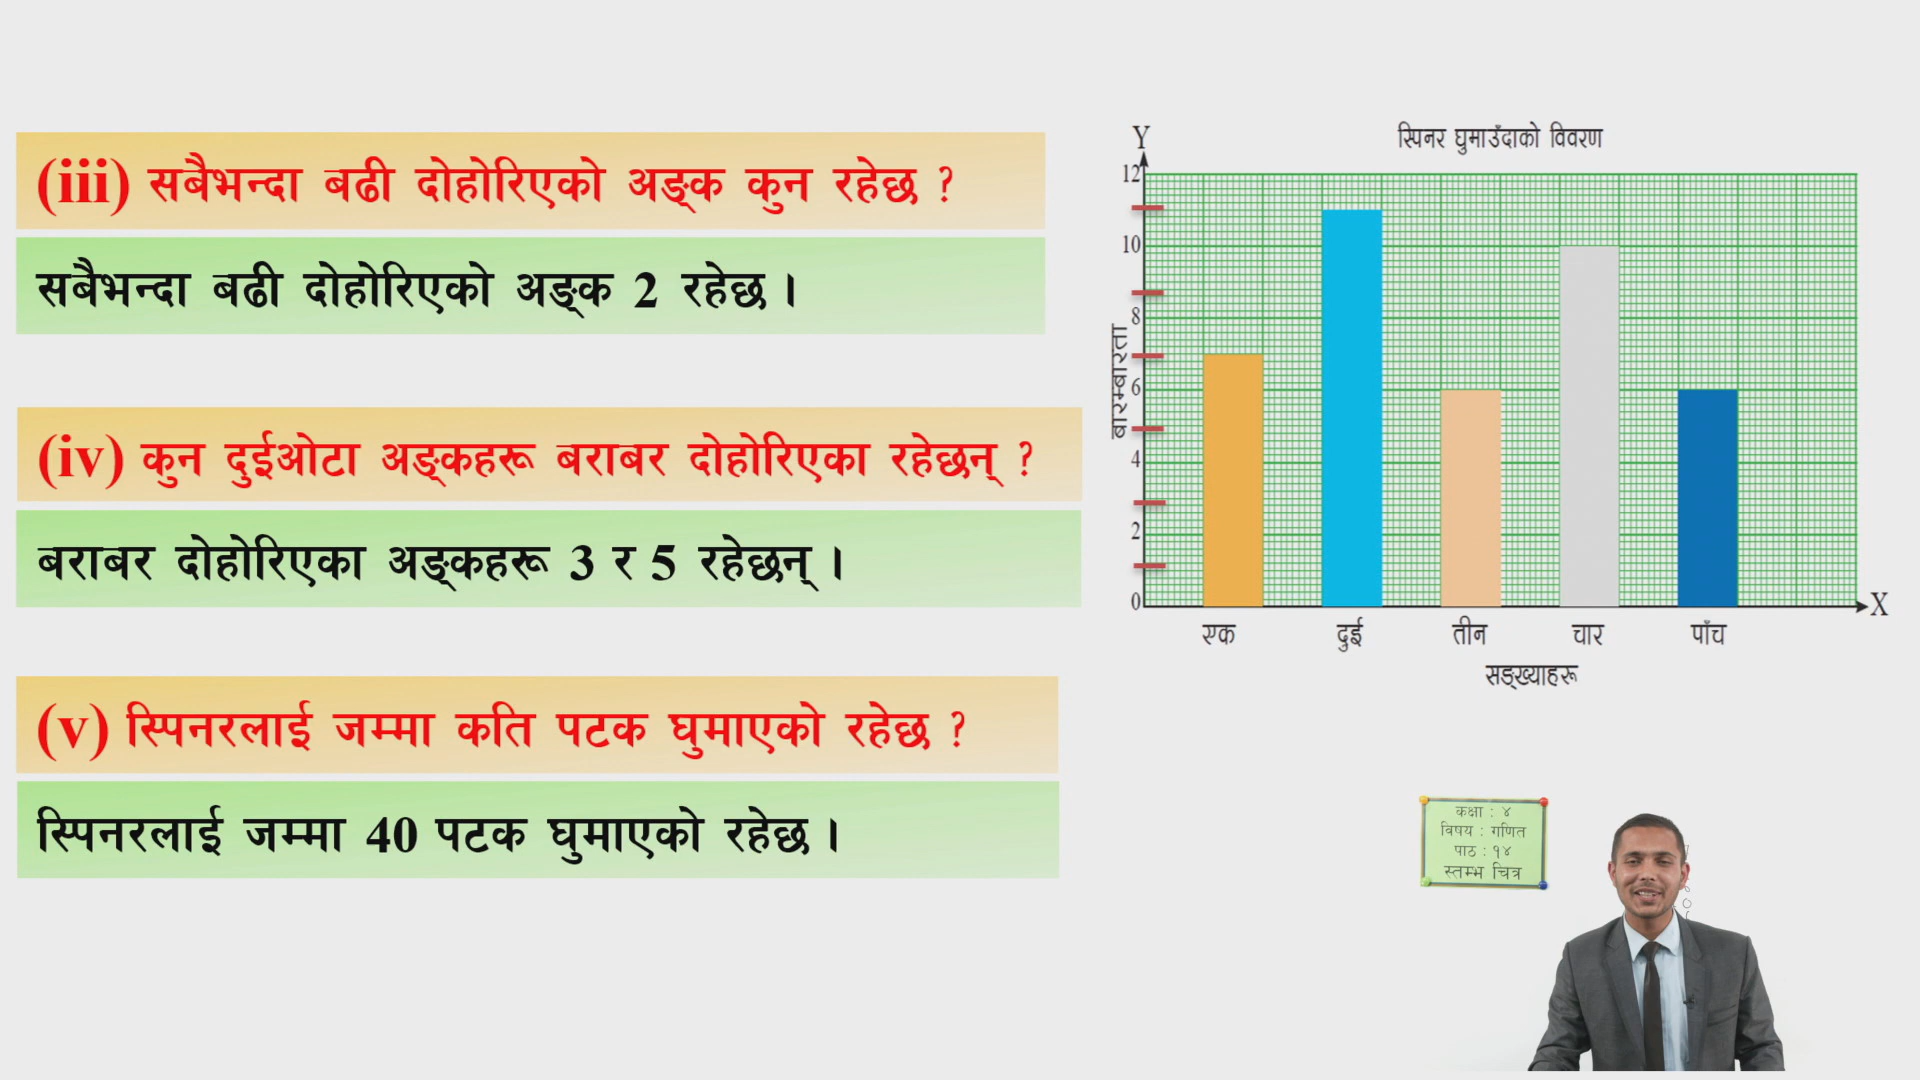 (iii) सबैभन्दा बढी दोहोरिएको अङ्क कुन रहेछ ?
सबैभन्दा बढी दोहोरिएको अङ्क 2 रहेछ ।
(iv) कुन दुईओटा अङ्कहरू बराबर दोहोरिएका रहेछन् ?
बराबर दोहोरिएका अङ्कहरू 3 र 5 रहेछन् ।
(v) स्पिनरलाई जम्मा कति पटक घुमाएको रहेछ ?
स्पिनरलाई जम्मा 40 पटक घुमाएको रहेछ ।
स्पिनर घुमाउँदाको विवरण
Y
12
10
8
6
4
2
0
बारम्बारता
X
एक दुई तीन चार पाँच
सङ्ख्याहरू
कक्षा : ४
विषय : गणित
पाठ : १४
स्तम्भ चित्र